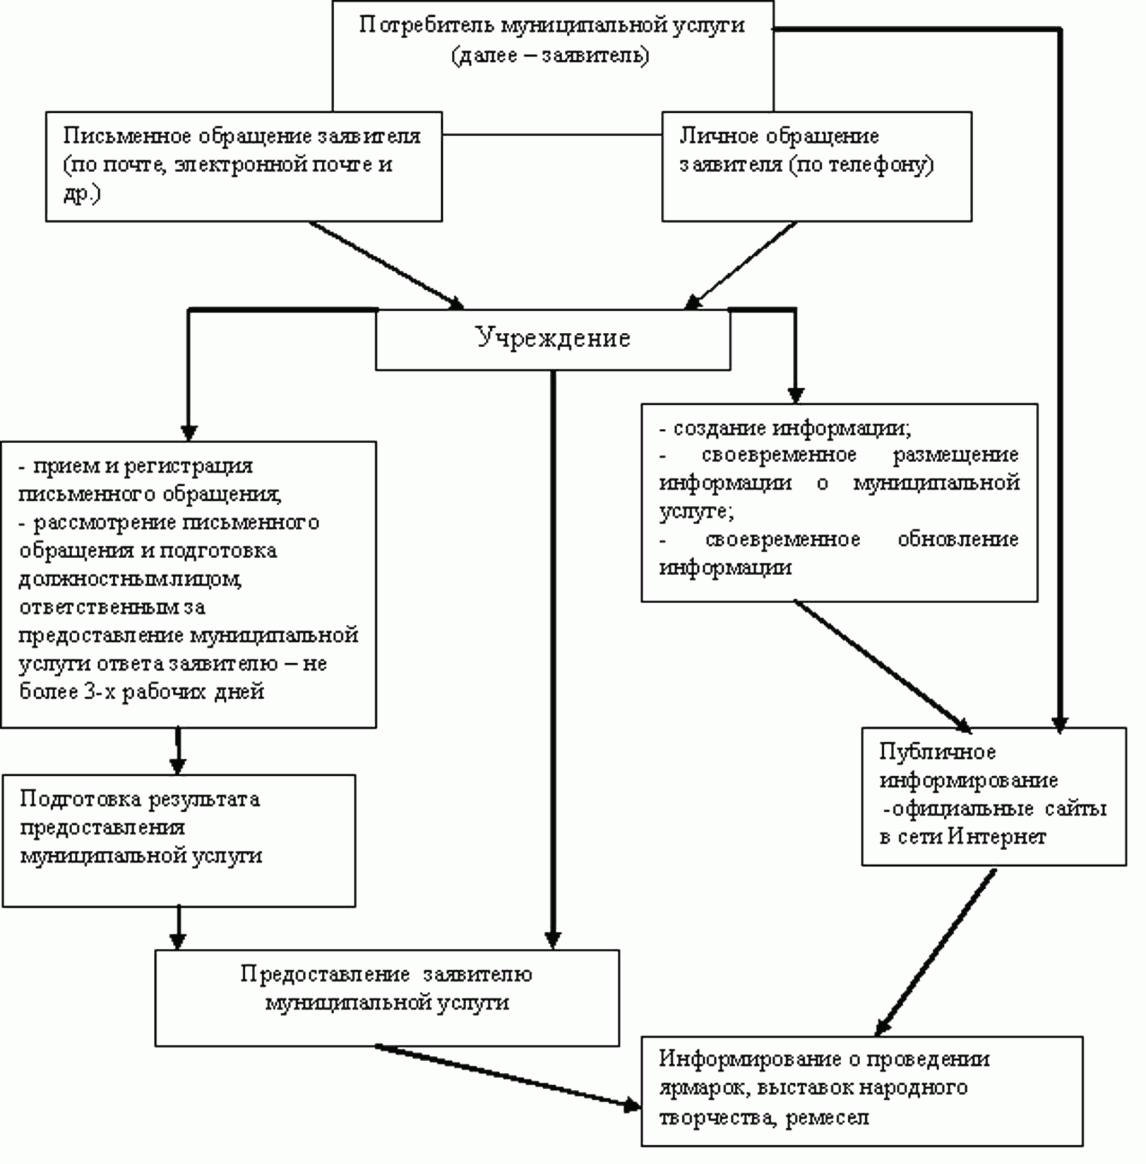 Потребитель муниципальной услуги
(далее – заявитель)
Письменное обращение заявителя
(по почте, электронной почте и
др.)
Личное обращение
заявителя (по телефону)
Учреждение
- создание информации;
- своевременное размещение
информации о муниципальной
услуге;
- своевременное обновление
информации
- прием и регистрация
письменного обращения;
- рассмотрение письменного
обращения и подготовка
должностным лицом,
ответственным за
предоставление муниципальной
услуги ответа заявителю – не
более 3-х рабочих дней
Публичное
информирование
-официальные сайты
в сети Интернет
Подготовка результата
предоставления
муниципальной услуги
Предоставление заявителю
муниципальной услуги
Информирование о проведении
ярмарок, выставок народного
творчества, ремесел